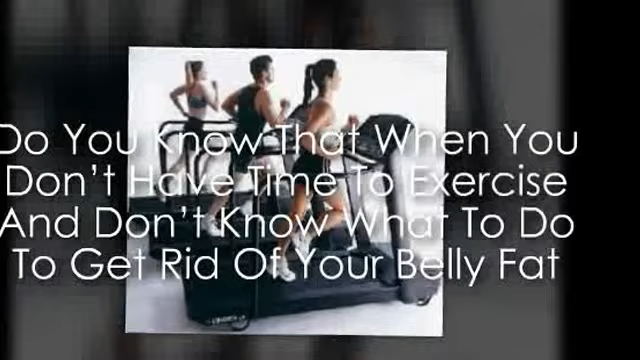 Do You Know That When You
Don't Have Time To Exercise
And Don't Know What To Do
To Get Rid Of Your Belly Fat